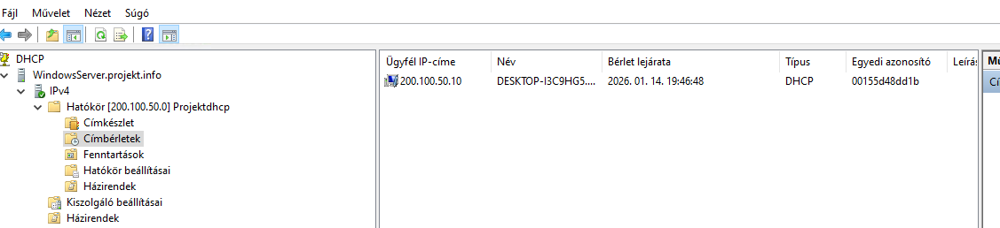 Fájl Művelet Nézet Súgó
DHCP
WindowsServer.projekt.info
IPv4
Hatókör [200.100.50.0] Projektdhcp
Címkészlet
Címbérletek
Fenntartások
Hatókör beállításai
Házirendek
Kiszolgáló beállításai
Házirendek
Ügyfél IP-címe Név Bérlet lejárata Típus Egyedi azonosító Leírás
200.100.50.10 DESKTOP-I3C9HG5.... 2026. 01. 14. 19:46:48 DHCP 00155d48dd1b
Mű
Cí